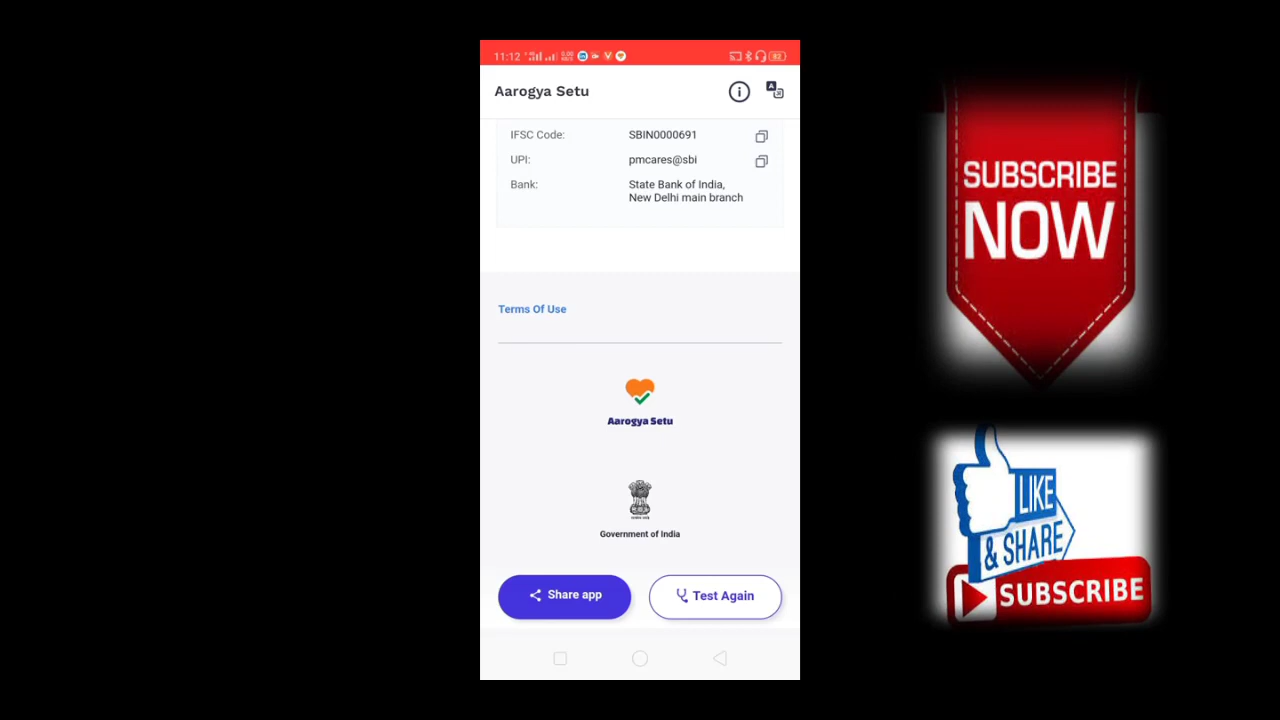 11:12
Aarogya Setu
IFSC Code: SBIN0000691
UPI: pmcares@sbi
Bank: State Bank of India,
New Delhi main branch
Terms Of Use
Aarogya Setu
Government of India
Share app
Test Again
SUBSCRIBE
NOW
LIKE
& SHARE
SUBSCRIBE